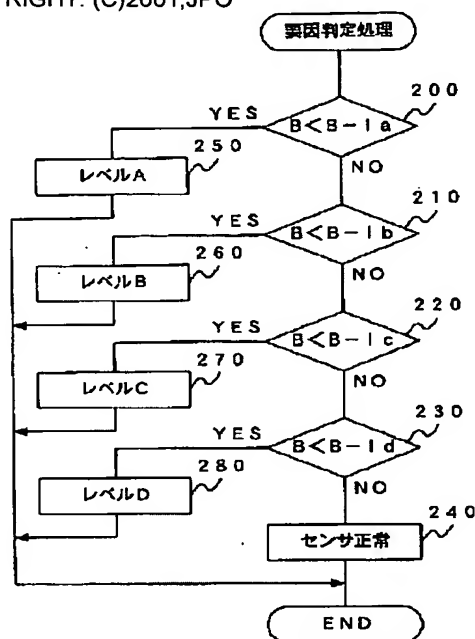 RIGHT: (C)2001,JPO
要因判定処理
200
YES
B<B-Ia
250
NO
レベルA
210
YES
B<B-Ib
260
NO
レベルB
220
YES
B<B-Ic
270
NO
レベルC
230
YES
B<B-Id
280
NO
レベルD
240
センサ正常
END